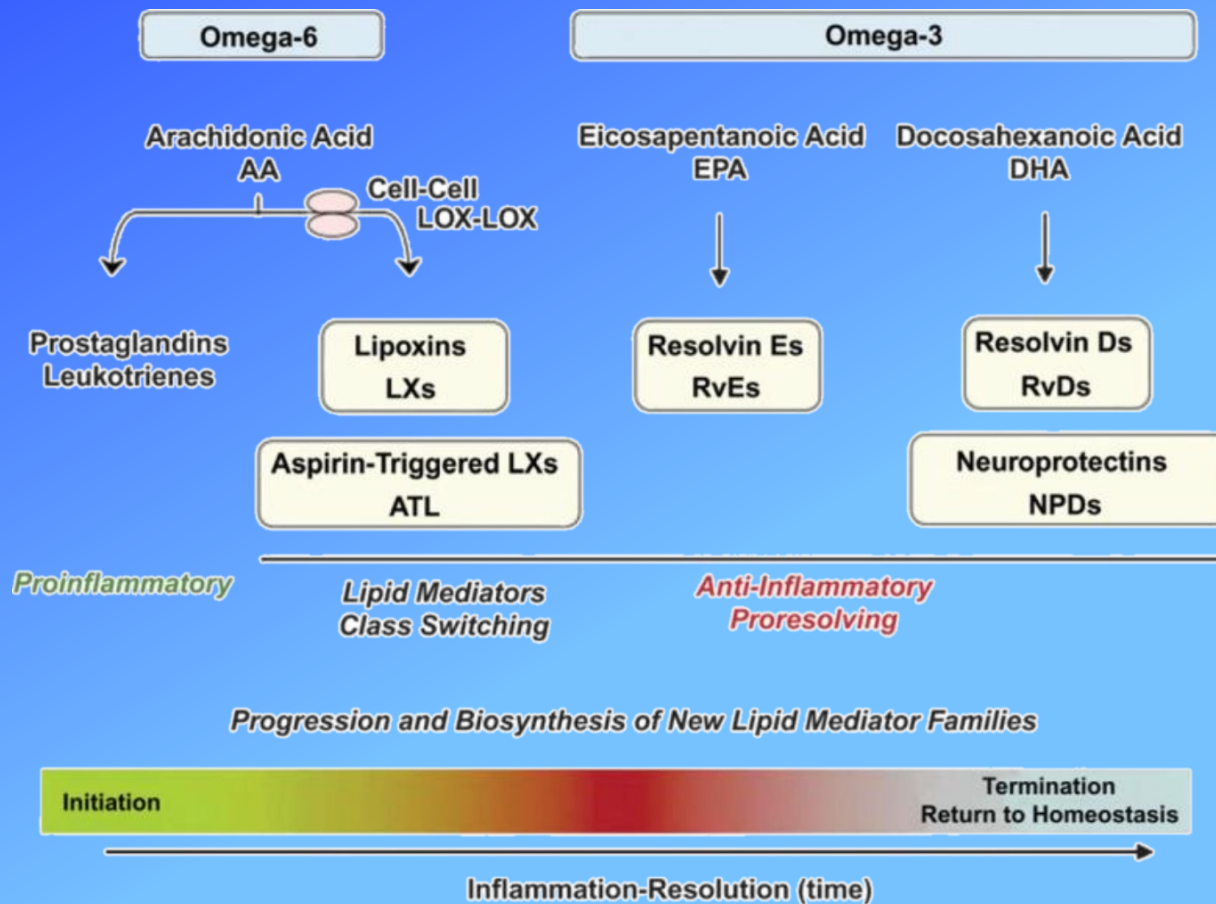 Omega-6
Omega-3
Arachidonic Acid
AA
Cell-Cell
LOX-LOX
Eicosapentanoic Acid
EPA
Docosahexanoic Acid
DHA
Prostaglandins
Leukotrienes
Lipoxins
LXs
Resolvin Es
RvEs
Resolvin Ds
RvDs
Aspirin-Triggered LXs
ATL
Neuroprotectins
NPDs
Proinflammatory
Lipid Mediators
Class Switching
Anti-Inflammatory
Proresolving
Progression and Biosynthesis of New Lipid Mediator Families
Initiation
Termination
Return to Homeostasis
Inflammation-Resolution (time)